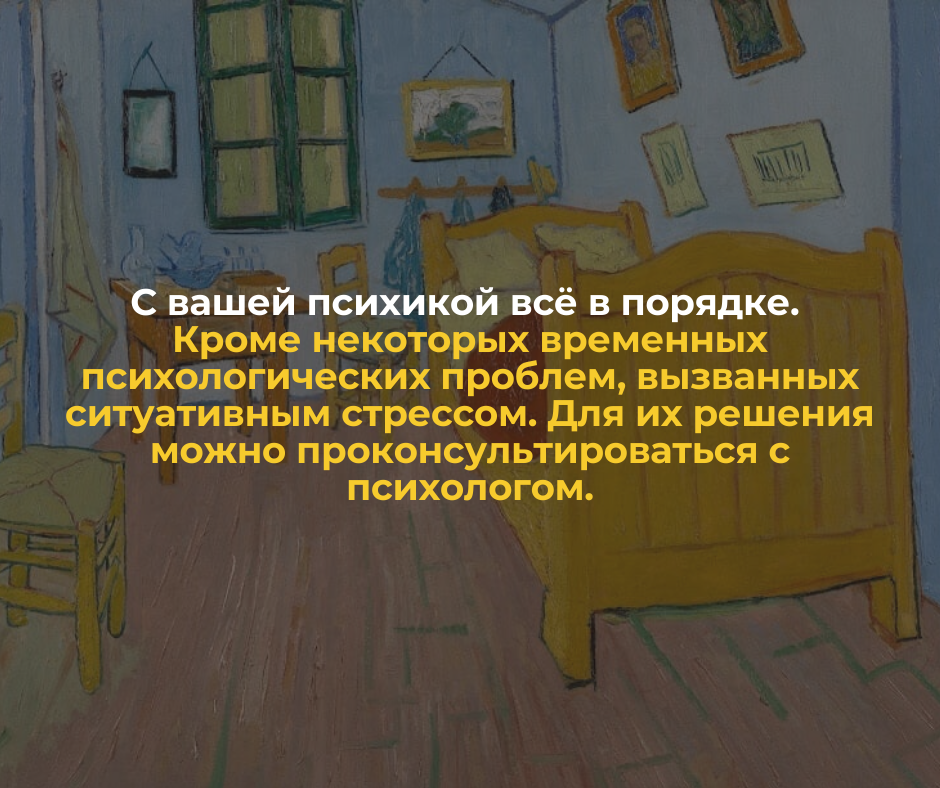 С вашей психикой всё в порядке.
Кроме некоторых временных
психологических проблем, вызванных
ситуативным стрессом. Для их решения
можно проконсультироваться с
психологом.